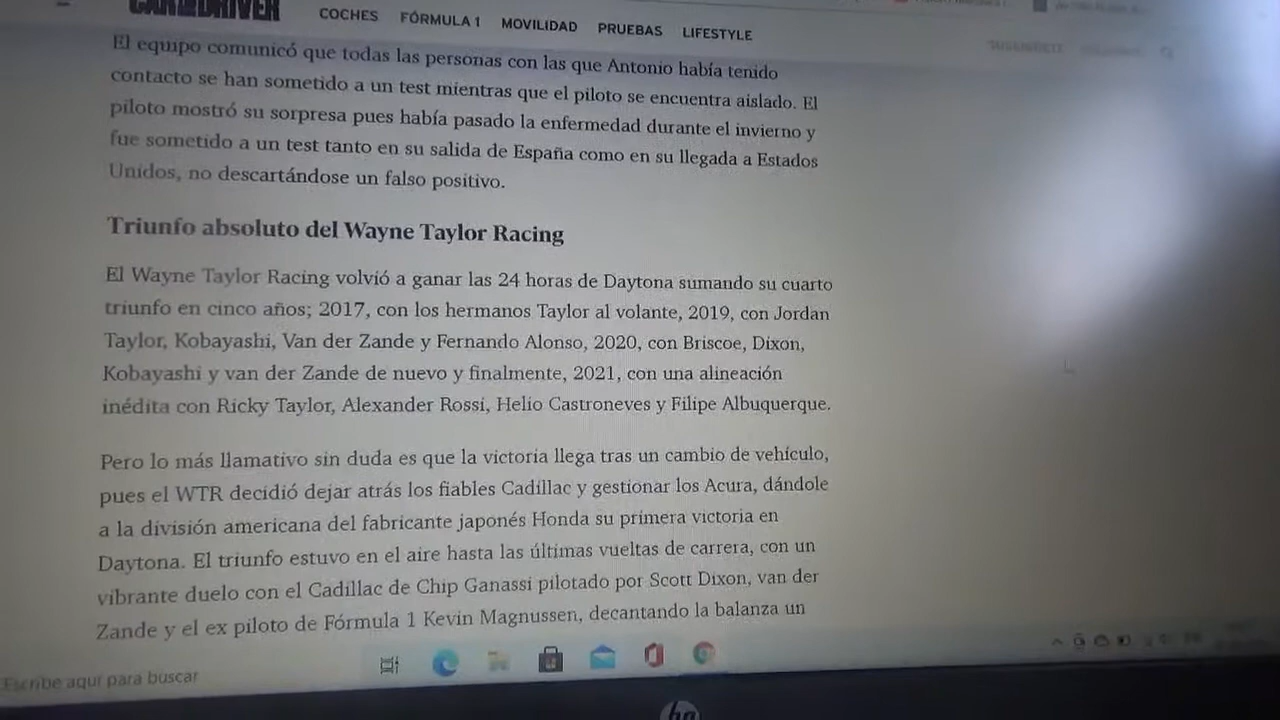 CAR AND DRIVER
COCHES FÓRMULA 1 MOVILIDAD PRUEBAS LIFESTYLE
El equipo comunicó que todas las personas con las que Antonio había tenido
contacto se han sometido a un test mientras que el piloto se encuentra aislado. El
piloto mostró su sorpresa pues había pasado la enfermedad durante el invierno y
fue sometido a un test tanto en su salida de España como en su llegada a Estados
Unidos, no descartándose un falso positivo.
Triunfo absoluto del Wayne Taylor Racing
El Wayne Taylor Racing volvió a ganar las 24 horas de Daytona sumando su cuarto
triunfo en cinco años; 2017, con los hermanos Taylor al volante, 2019, con Jordan
Taylor, Kobayashi, Van der Zande y Fernando Alonso, 2020, con Briscoe, Dixon,
Kobayashi y van der Zande de nuevo y finalmente, 2021, con una alineación
inédita con Ricky Taylor, Alexander Rossi, Helio Castroneves y Filipe Albuquerque.
Pero lo más llamativo sin duda es que la victoria llega tras un cambio de vehículo,
pues el WTR decidió dejar atrás los fiables Cadillac y gestionar los Acura, dándole
a la división americana del fabricante japonés Honda su primera victoria en
Daytona. El triunfo estuvo en el aire hasta las últimas vueltas de carrera, con un
vibrante duelo con el Cadillac de Chip Ganassi pilotado por Scott Dixon, van der
Zande y el ex piloto de Fórmula 1 Kevin Magnussen, decantando la balanza un
Escribe aquí para buscar
hp